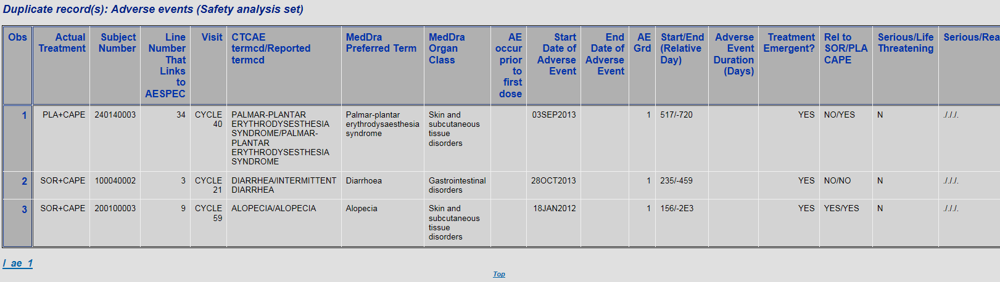 Duplicate record(s): Adverse events (Safety analysis set)
Obs Actual Treatment Subject Number Line Number That Links to AESPEC Visit CTCAE termcd/Reported termcd MedDra Preferred Term MedDra Organ Class AE occur prior to first dose Start Date of Adverse Event End Date of Adverse Event AE Grd Start/End (Relative Day) Adverse Event Duration (Days) Treatment Emergent? Rel to SOR/PLA CAPE Serious/Life Threatening Serious/Rea
1 PLA+CAPE 240140003 34 CYCLE 40 PALMAR-PLANTAR ERYTHRODYSESTHESIA SYNDROME/PALMAR-PLANTAR ERYTHRODYSESTHESIA SYNDROME Palmar-plantar erythrodysaesthesia syndrome Skin and subcutaneous tissue disorders 03SEP2013 1 517/-720 YES NO/YES N ././././.
2 SOR+CAPE 100040002 3 CYCLE 21 DIARRHEA/INTERMITTENT DIARRHEA Diarrhoea Gastrointestinal disorders 28OCT2013 1 235/-459 YES NO/NO N ././././.
3 SOR+CAPE 200100003 9 CYCLE 59 ALOPECIA/ALOPECIA Alopecia Skin and subcutaneous tissue disorders 18JAN2012 1 156/-2E3 YES YES/YES N ././././.
l_ae_1
Top